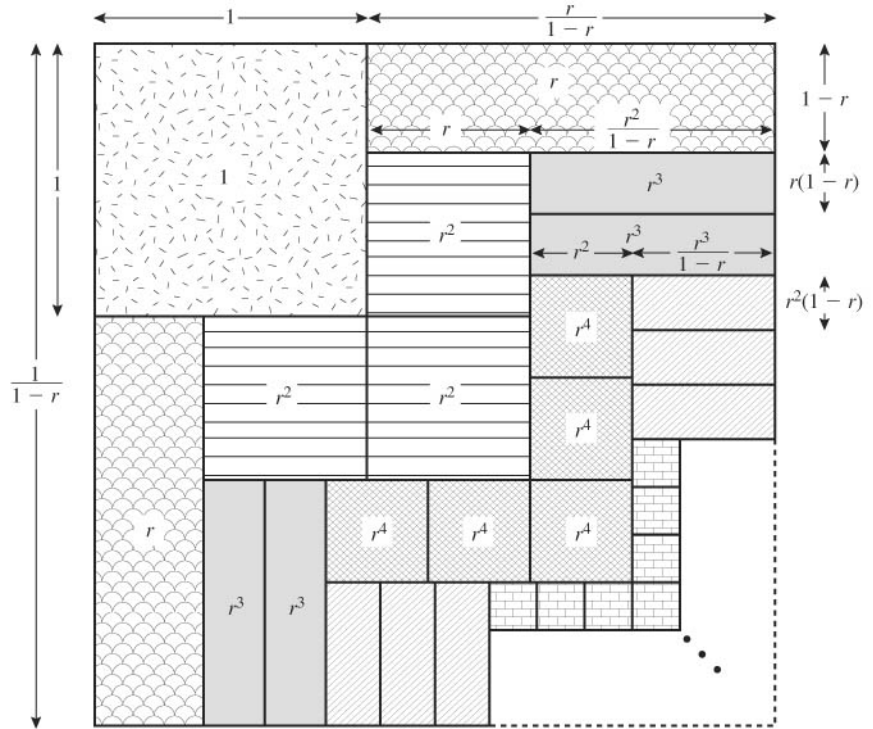 1
r/(1 − r)
r
1 − r
r
r²/(1 − r)
1
1
r³
r(1 − r)
r²
r² r³ r³/(1 − r)
r²(1 − r)
r⁴
1/(1 − r)
r² r²
r⁴
r
r⁴ r⁴ r⁴
r³ r³